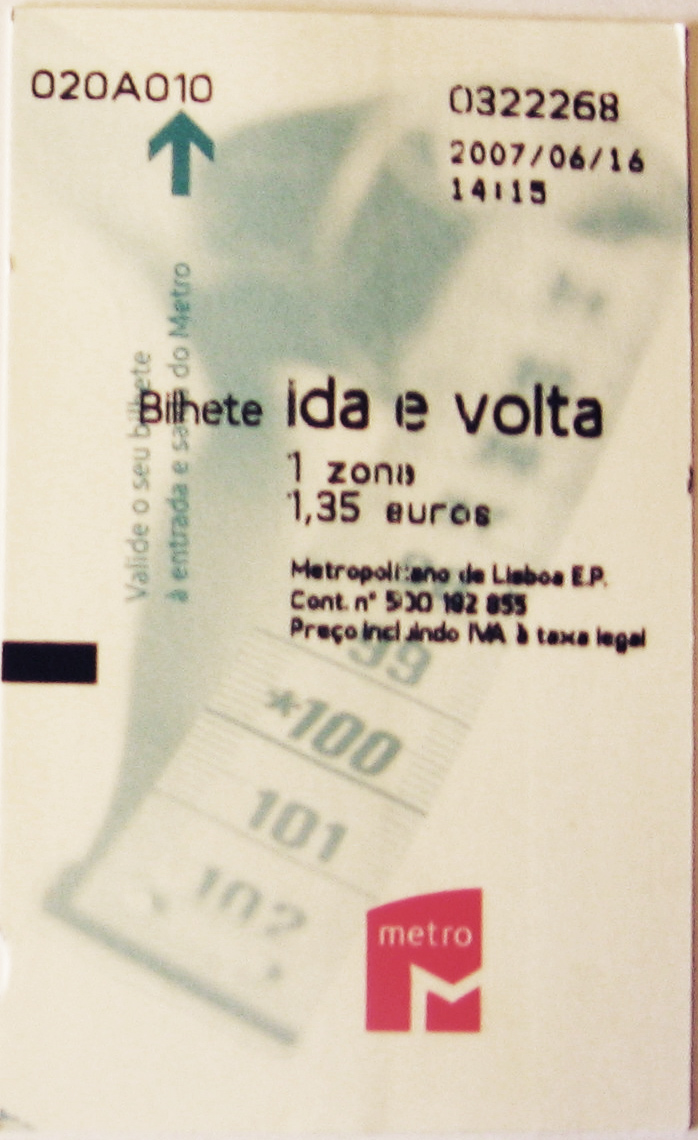 020A010
0322268
2007/06/16
14:15
Valide o seu bilhete
à entrada e saída do Metro
Bilhete ida e volta
1 zona
1,35 euros
Metropolitano de Lisboa E.P.
Cont. n° 500 192 855
Preço incluindo IVA à taxa legal
99
*100
101
102
metro